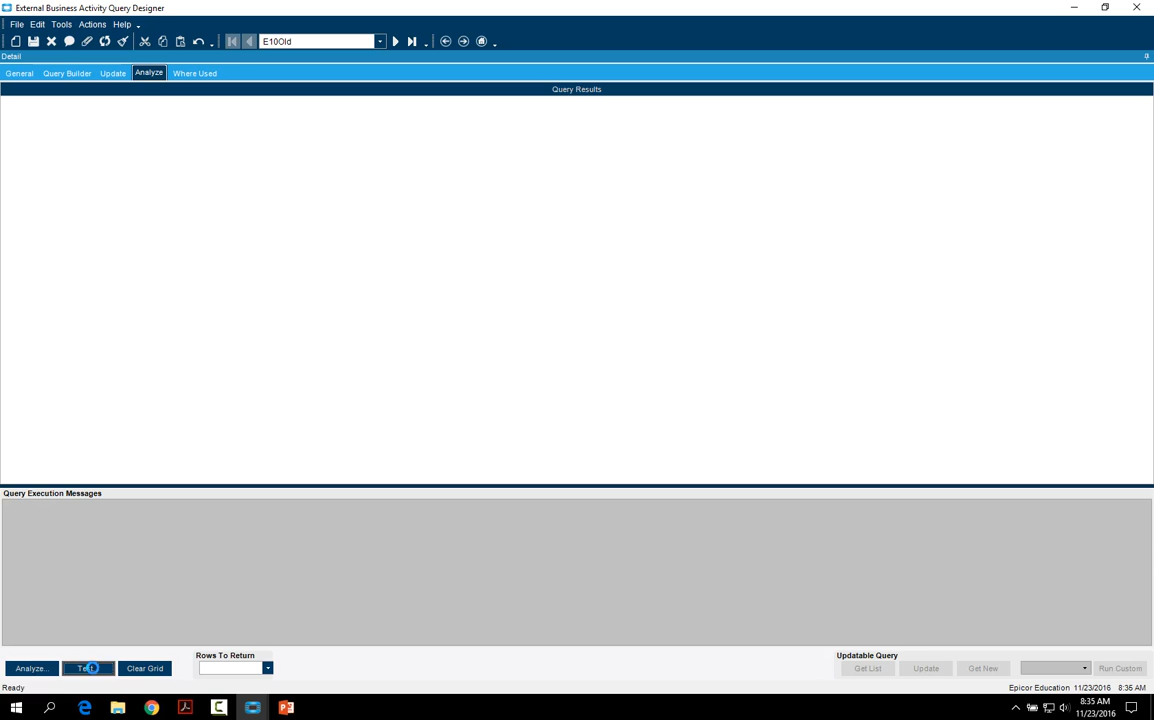 External Business Activity Query Designer
File Edit Tools Actions Help
E10Old
Detail
General Query Builder Update Analyze Where Used
Query Results
Query Execution Messages
Rows To Return
Updatable Query
Analyze... Clear Grid Get List Update Get New Run Custom
Ready
Epicor Education 11/23/2016 8:35 AM
8:35 AM
11/23/2016